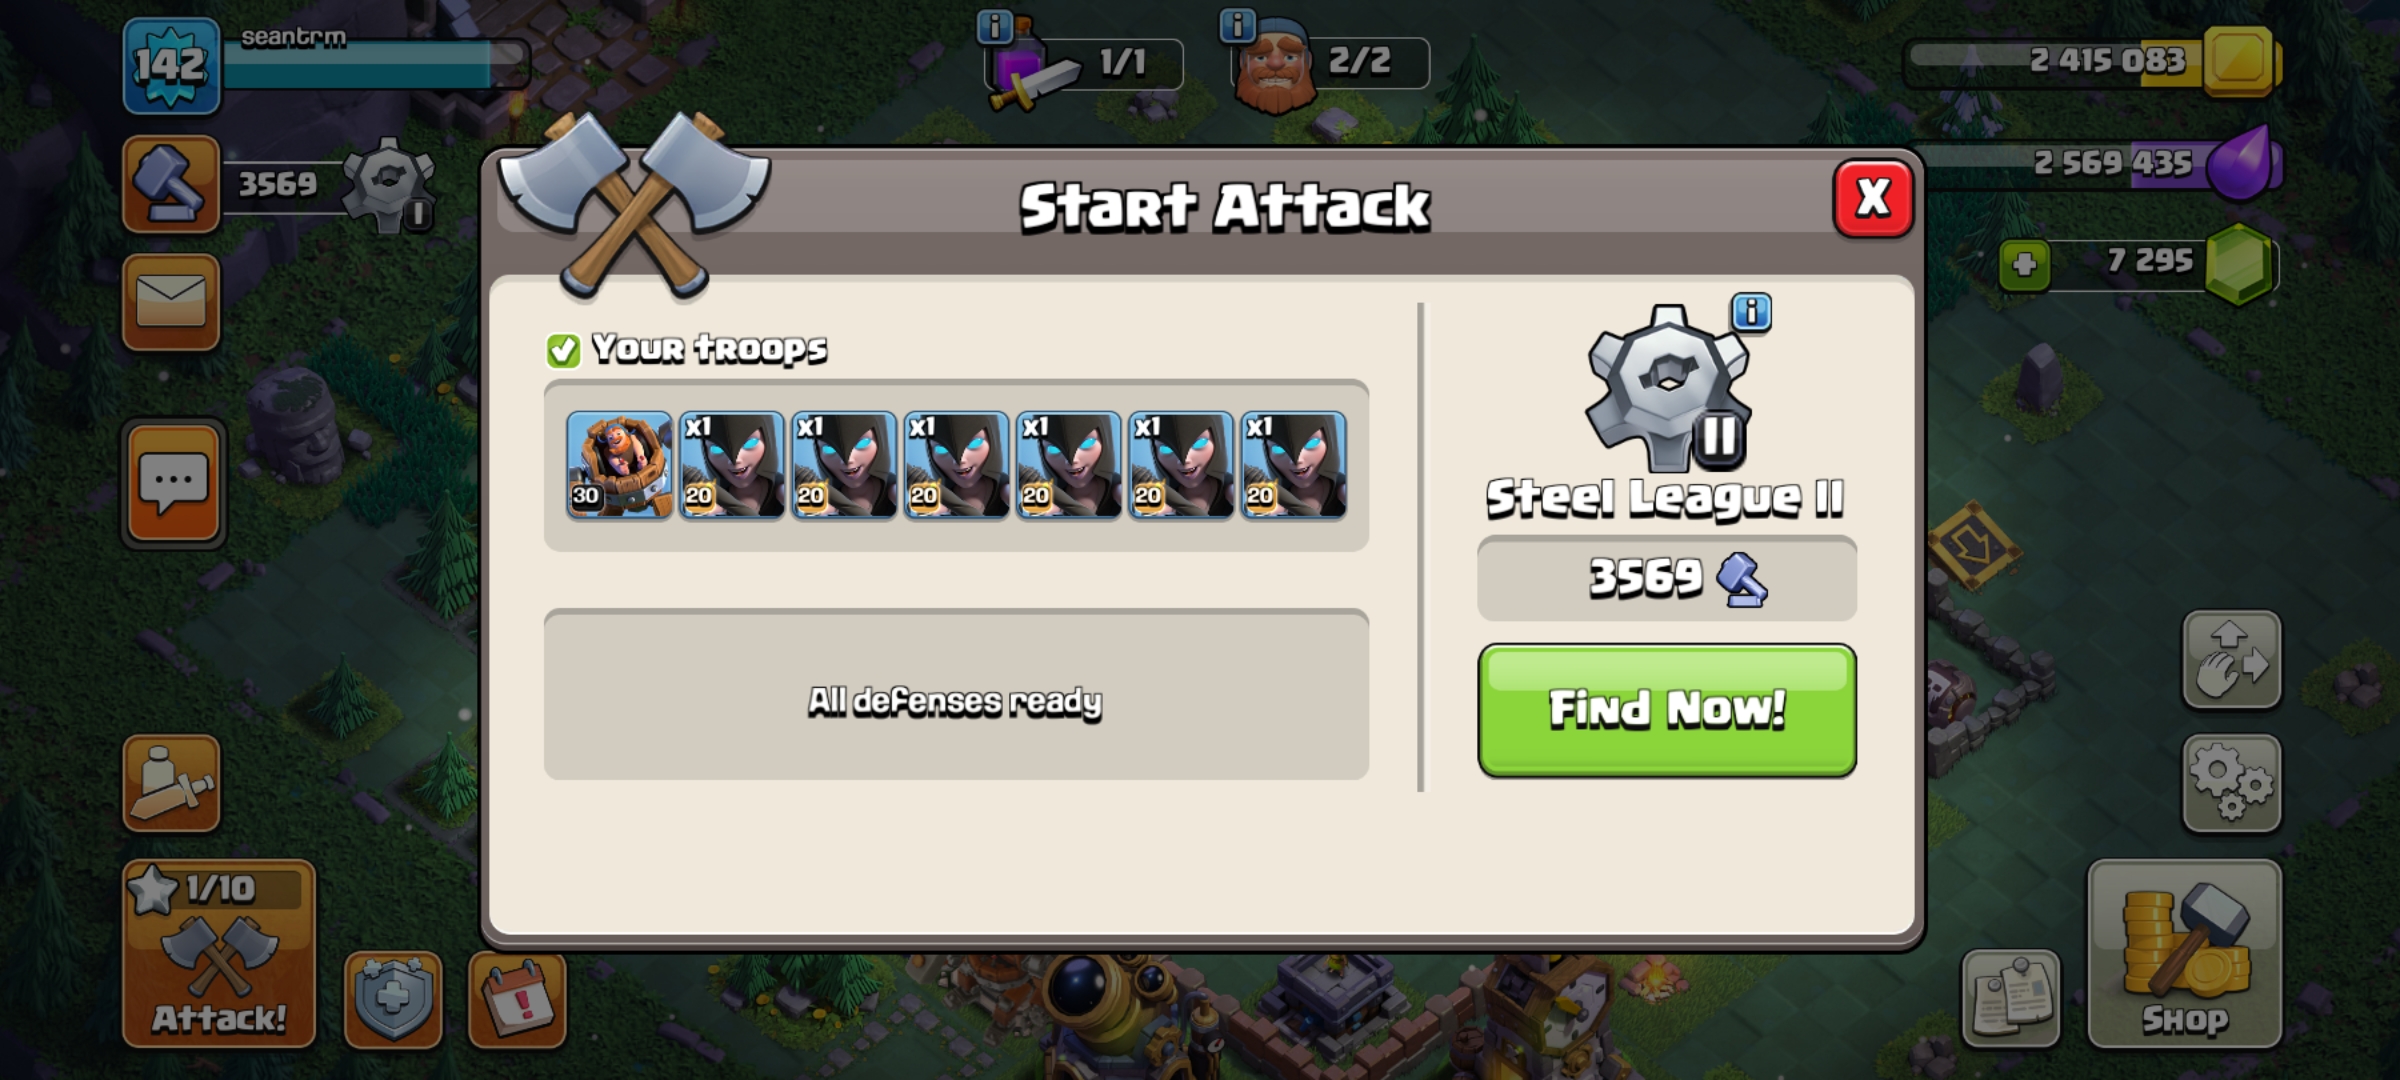 142
seantrm
1/1
2/2
2 415 083
3569
I
2 569 435
7 295
Start Attack
X
Your troops
x1 x1 x1 x1 x1 x1
30 20 20 20 20 20 20
II
Steel League II
3569
Find Now!
All defenses ready
1/10
Attack!
Shop